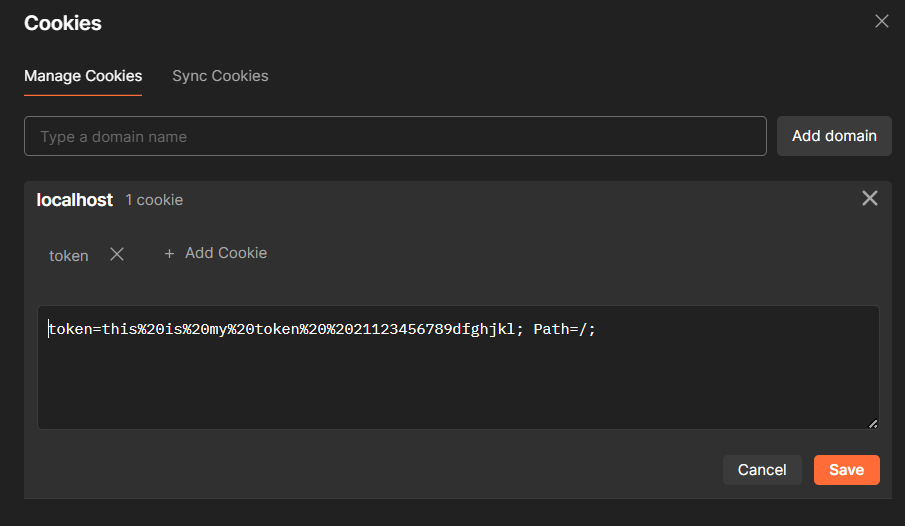 Cookies
Manage Cookies Sync Cookies
Type a domain name Add domain
localhost 1 cookie
token + Add Cookie
token=this%20is%20my%20token%20%2021123456789dfghjkl; Path=/;
Cancel Save